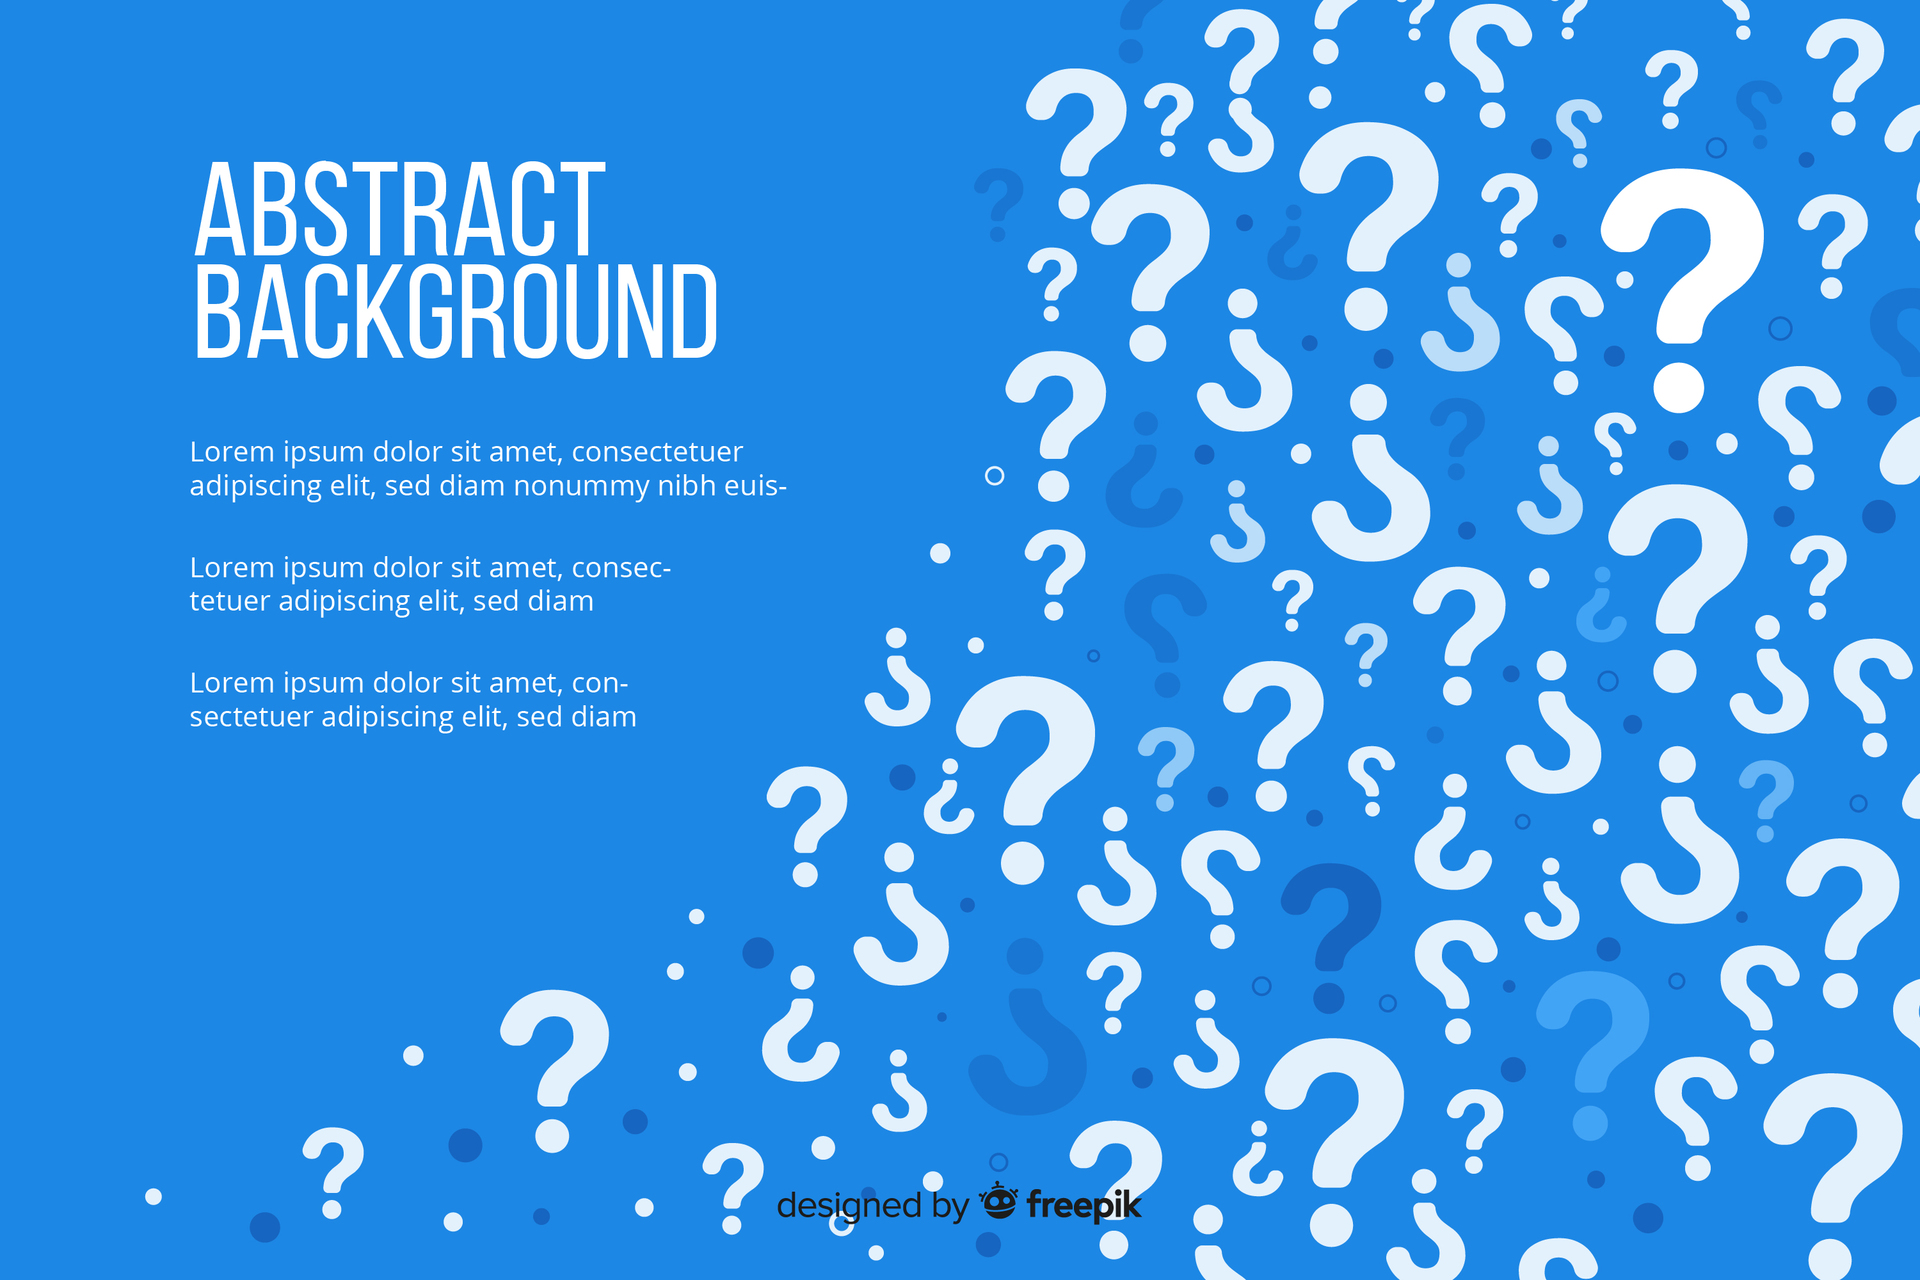 ABSTRACT
BACKGROUND
Lorem ipsum dolor sit amet, consectetuer
adipiscing elit, sed diam nonummy nibh euis-
Lorem ipsum dolor sit amet, consec-
tetuer adipiscing elit, sed diam
Lorem ipsum dolor sit amet, con-
sectetuer adipiscing elit, sed diam
designed by freepik